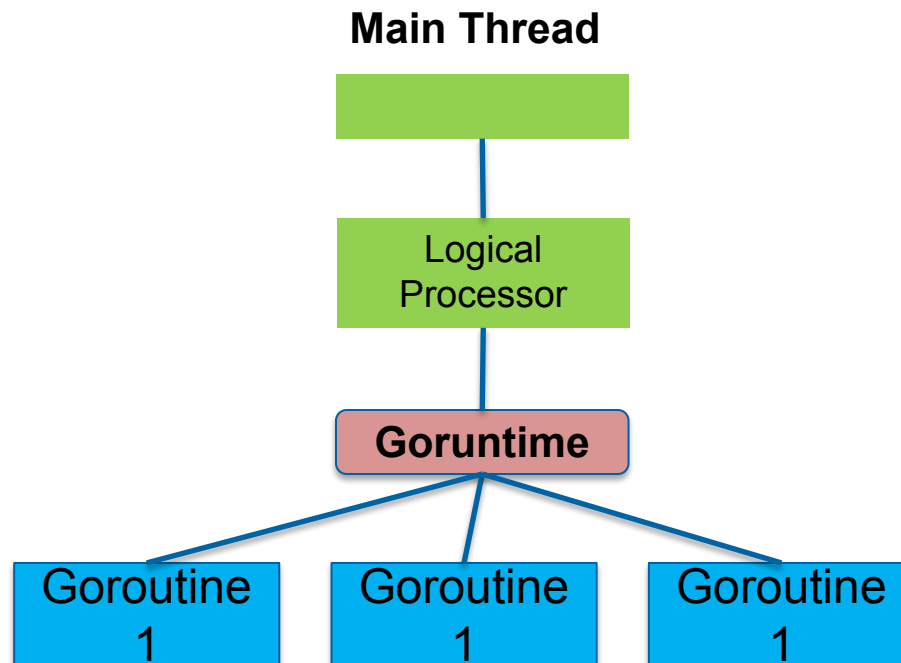 Main Thread
Logical
Processor
Goruntime
Goroutine
1
Goroutine
1
Goroutine
1